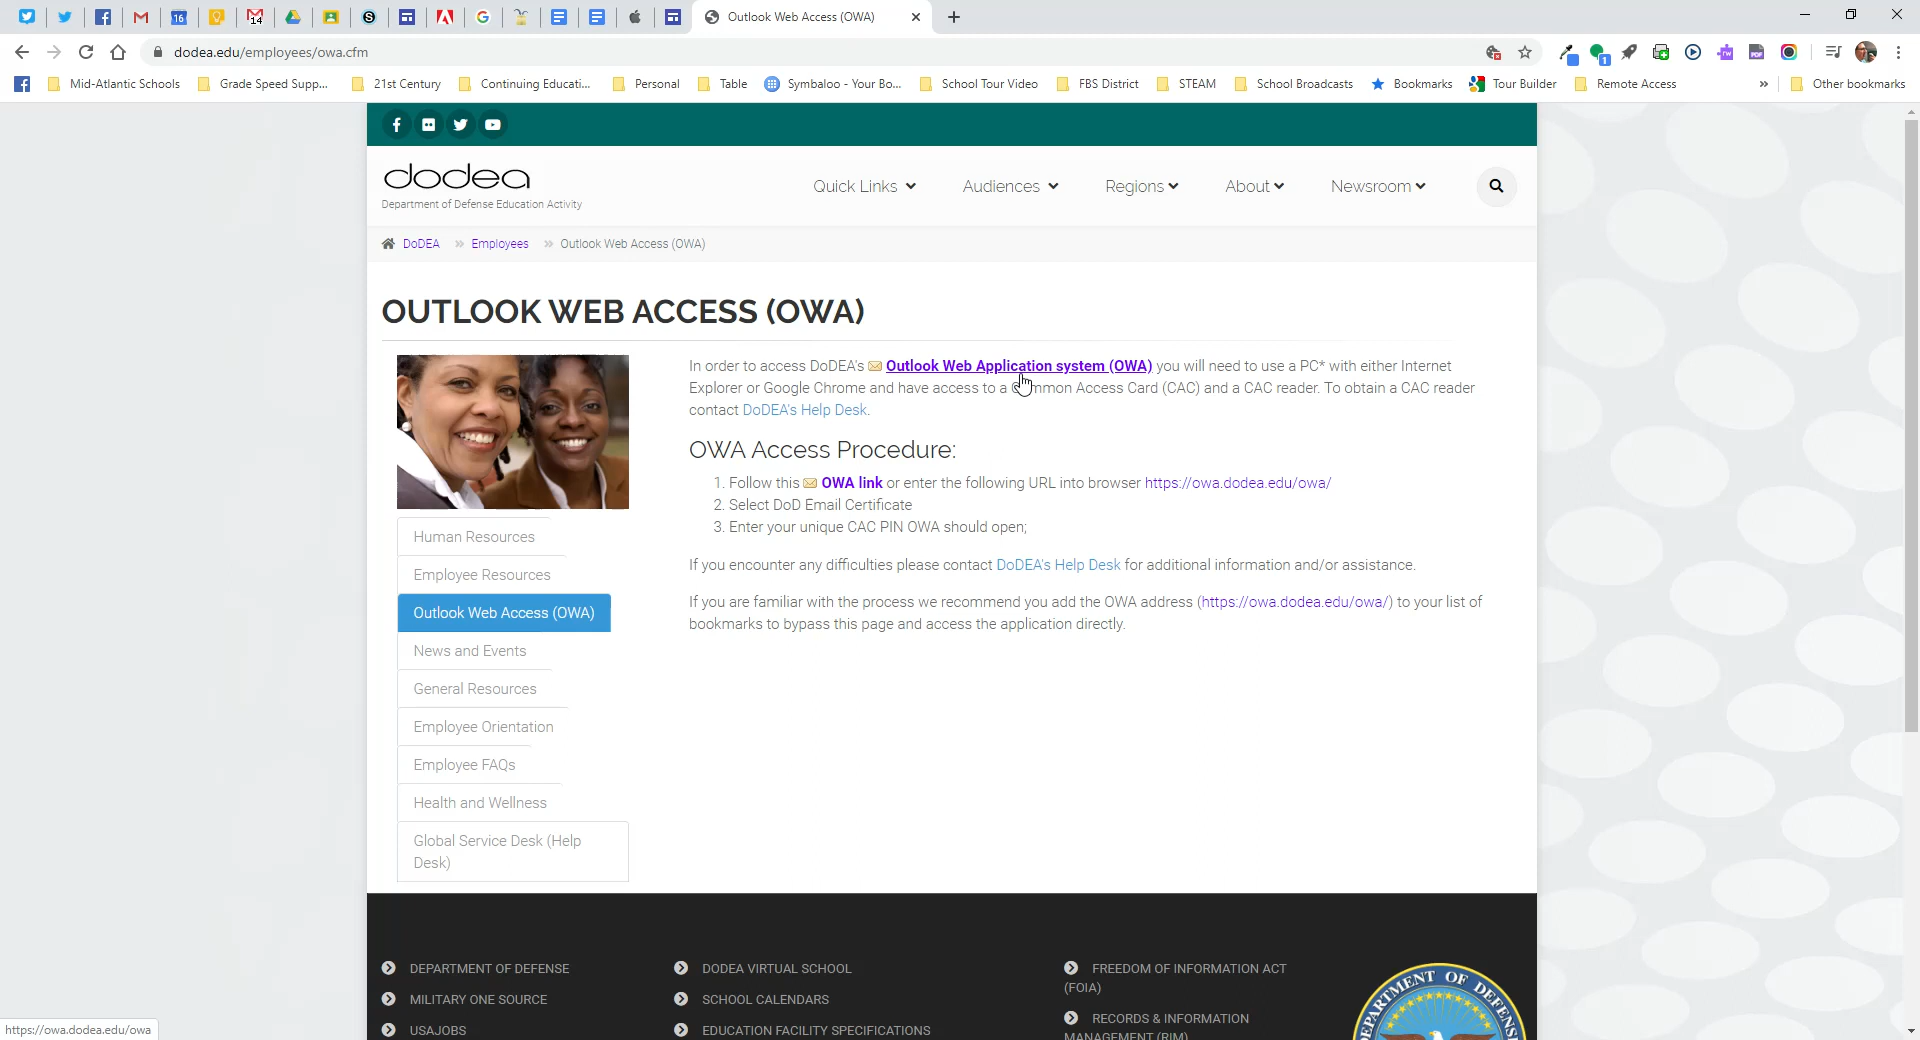 16
14
Outlook Web Access (OWA)
dodea.edu/employees/owa.cfm
1
rw
PDF
Mid-Atlantic Schools
Grade Speed Supp...
21st Century
Continuing Educati...
Personal
Table
Symbaloo - Your Bo...
School Tour Video
FBS District
STEAM
School Broadcasts
Bookmarks
Tour Builder
Remote Access
Other bookmarks
dodea
Department of Defense Education Activity
Quick Links
Audiences
Regions
About
Newsroom
DoDEA » Employees » Outlook Web Access (OWA)
OUTLOOK WEB ACCESS (OWA)
In order to access DoDEA's Outlook Web Application system (OWA) you will need to use a PC* with either Internet
Explorer or Google Chrome and have access to a Common Access Card (CAC) and a CAC reader. To obtain a CAC reader
contact DoDEA's Help Desk.
OWA Access Procedure:
1. Follow this OWA link or enter the following URL into browser https://owa.dodea.edu/owa/
2. Select DoD Email Certificate
3. Enter your unique CAC PIN OWA should open;
If you encounter any difficulties please contact DoDEA's Help Desk for additional information and/or assistance.
If you are familiar with the process we recommend you add the OWA address (https://owa.dodea.edu/owa/) to your list of
bookmarks to bypass this page and access the application directly.
Human Resources
Employee Resources
Outlook Web Access (OWA)
News and Events
General Resources
Employee Orientation
Employee FAQs
Health and Wellness
Global Service Desk (Help
Desk)
DEPARTMENT OF DEFENSE
MILITARY ONE SOURCE
USAJOBS
DODEA VIRTUAL SCHOOL
SCHOOL CALENDARS
EDUCATION FACILITY SPECIFICATIONS
FREEDOM OF INFORMATION ACT
(FOIA)
RECORDS & INFORMATION
MANAGEMENT (RIM)
DEPARTMENT OF DEFENSE
https://owa.dodea.edu/owa